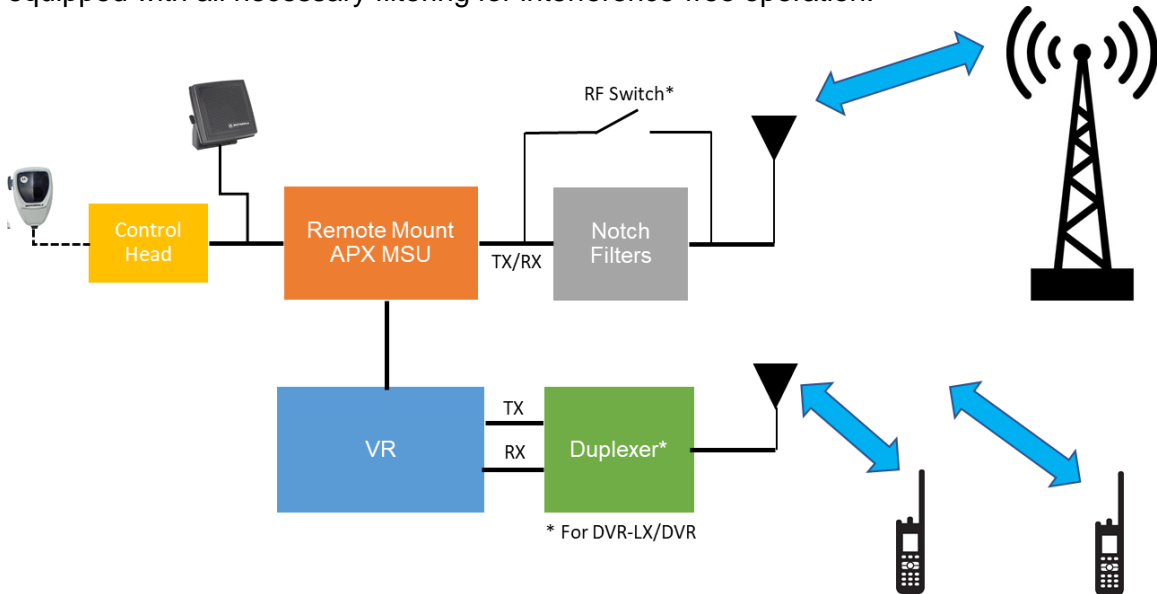 equipped with all necessary filtering for interference-free operation.
RF Switch*
Control
Head
Remote Mount
APX MSU
TX/RX
Notch
Filters
VR
TX
RX
Duplexer*
* For DVR-LX/DVR